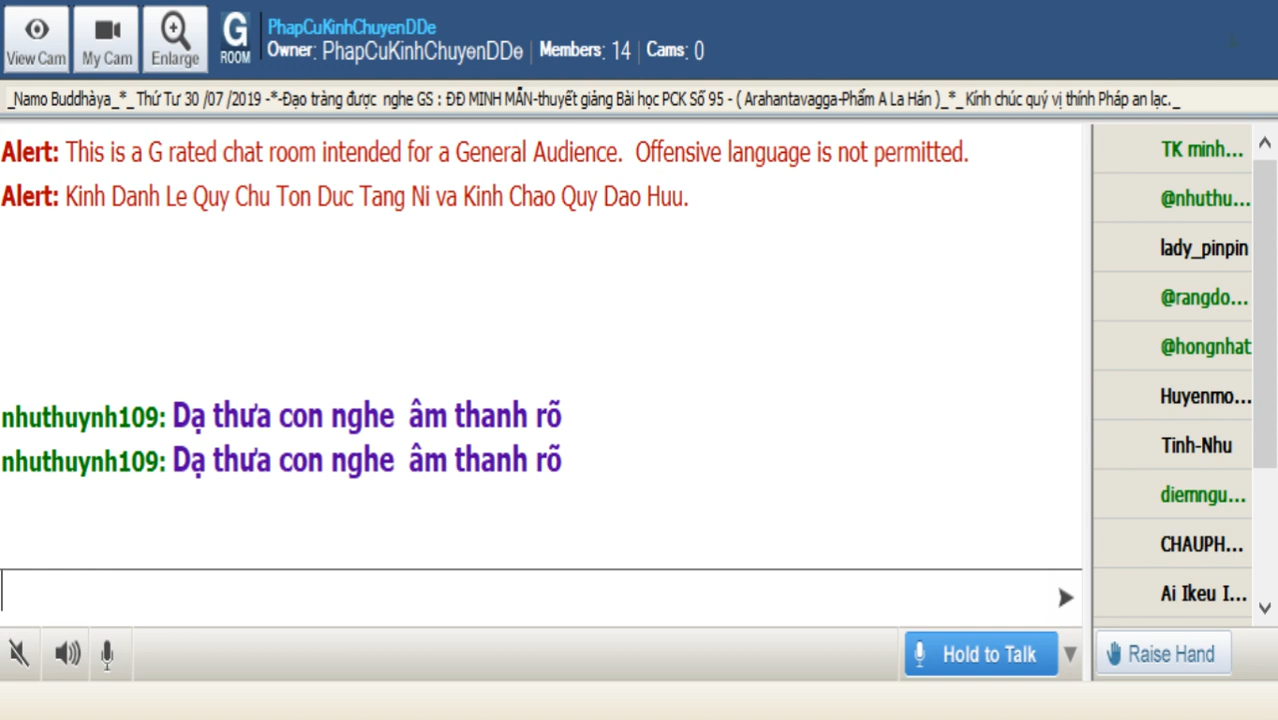 View Cam
My Cam
Enlarge
G
ROOM
PhapCuKinhChuyenDDe
Owner: PhapCuKinhChuyenDDe | Members: 14 | Cams: 0
_Namo Buddhàya_*_ Thứ Tư 30 /07 /2019 -*-Đạo tràng được nghe GS : ĐĐ MINH MẪN-thuyết giảng Bài học PCK Số 95 - ( Arahantavagga-Phẩm A La Hán )_*_ Kính chúc quý vị thính Pháp an lạc._
Alert: This is a G rated chat room intended for a General Audience. Offensive language is not permitted.
Alert: Kinh Danh Le Quy Chu Ton Duc Tang Ni va Kinh Chao Quy Dao Huu.
nhuthuynh109: Dạ thưa con nghe âm thanh rõ
nhuthuynh109: Dạ thưa con nghe âm thanh rõ
TK minh...
@nhuthu...
lady_pinpin
@rangdo...
@hongnhat
Huyenmo...
Tinh-Nhu
diemngu...
CHAUPH...
Ai Ikeu I...
Hold to Talk
Raise Hand